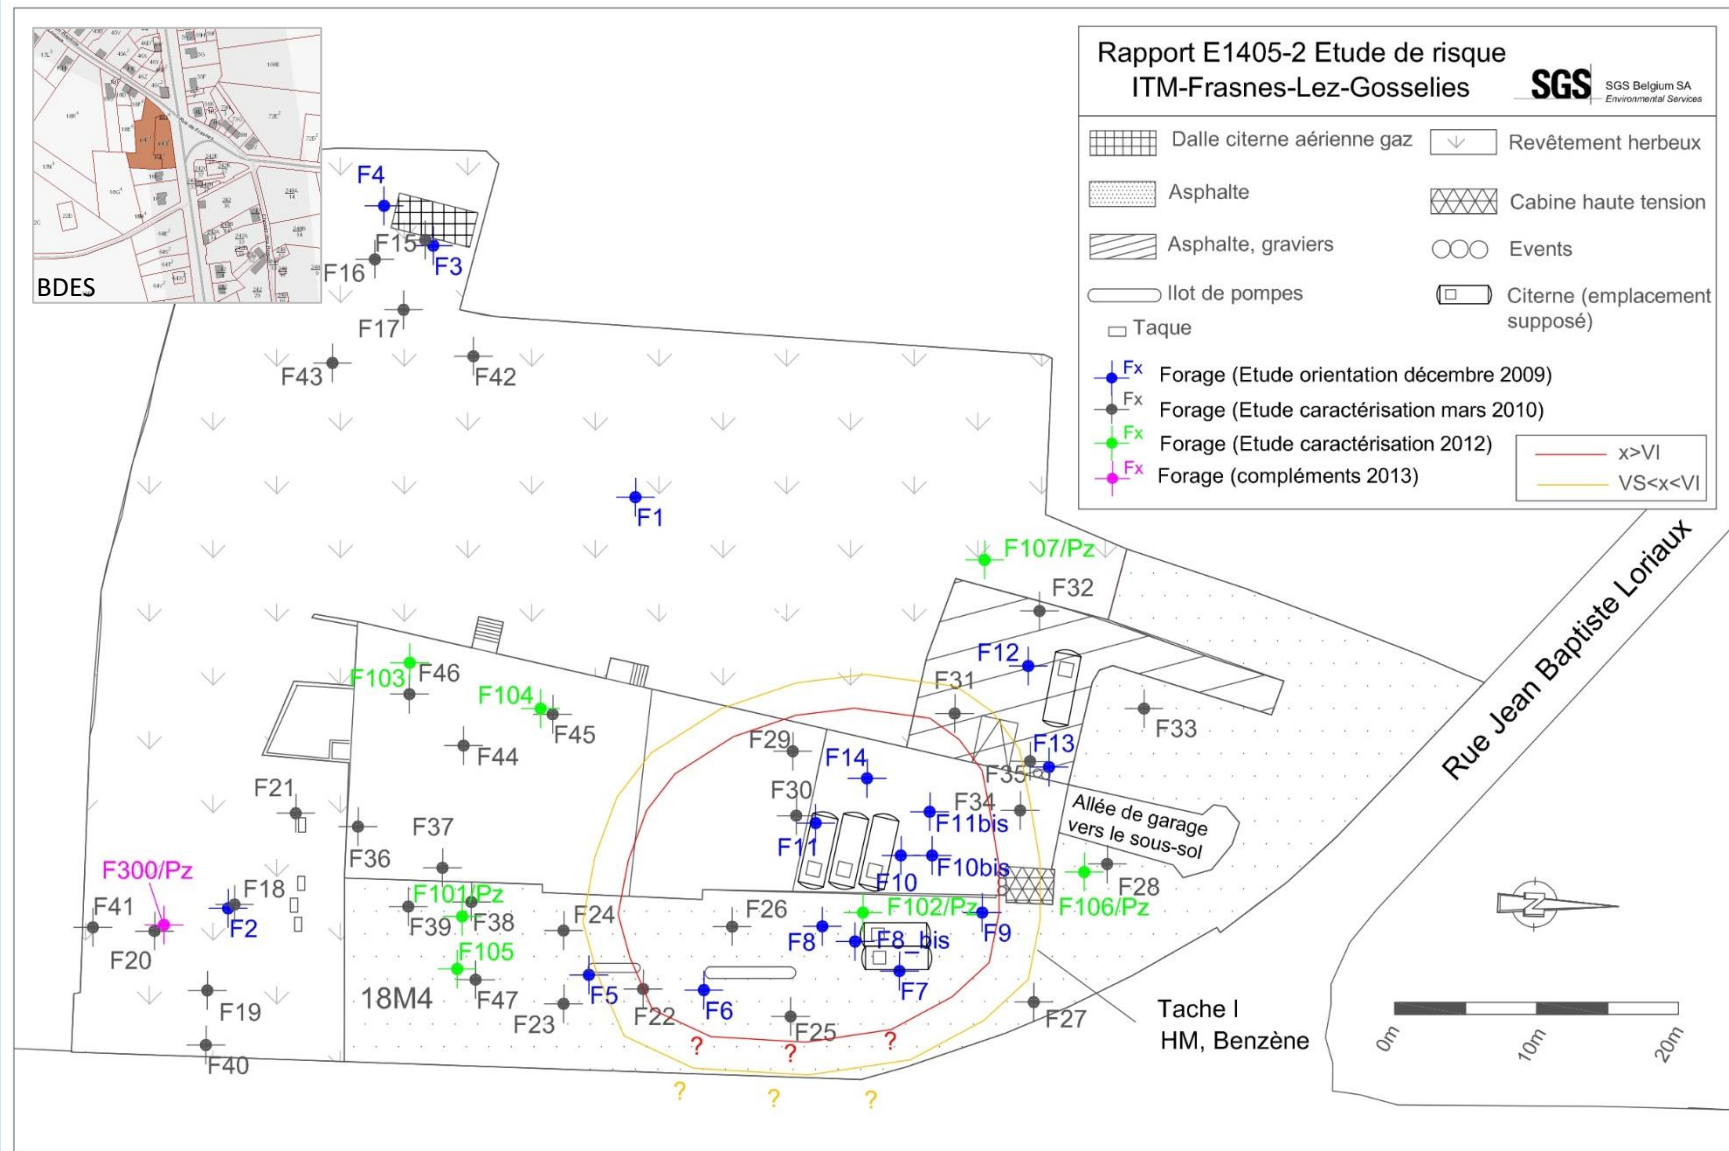 Rapport E1405-2 Etude de risque
ITM-Frasnes-Lez-Gosselies
SGS
SGS Belgium SA
Environmental Services
Dalle citerne aérienne gaz
Revêtement herbeux
Asphalte
Cabine haute tension
Asphalte, graviers
Events
Ilot de pompes
Citerne (emplacement
supposé)
Taque
Fx Forage (Etude orientation décembre 2009)
Fx Forage (Etude caractérisation mars 2010)
Fx Forage (Etude caractérisation 2012)
Fx Forage (compléments 2013)
x>VI
VS<x<VI
BDES
F4
F15
F3
F16
F17
F43
F42
F1
F107/Pz
F32
F12
F31
F33
F103
F46
F104
F45
F44
F29
F14
F13
F35
F21
F30
F34
F11bis
F11
F36
F37
F10
F10bis
Allée de garage
vers le sous-sol
F28
F106/Pz
F300/Pz
F18
F2
F41
F20
F101/Pz
F39
F38
F24
F26
F102/Pz
F8
F8_bis
F9
F105
F47
F5
F6
F7
F19
18M4
F23
F22
F25
F27
F40
? ? ?
? ? ?
Tache I
HM, Benzène
Rue Jean Baptiste Loriaux
N
0m
10m
20m